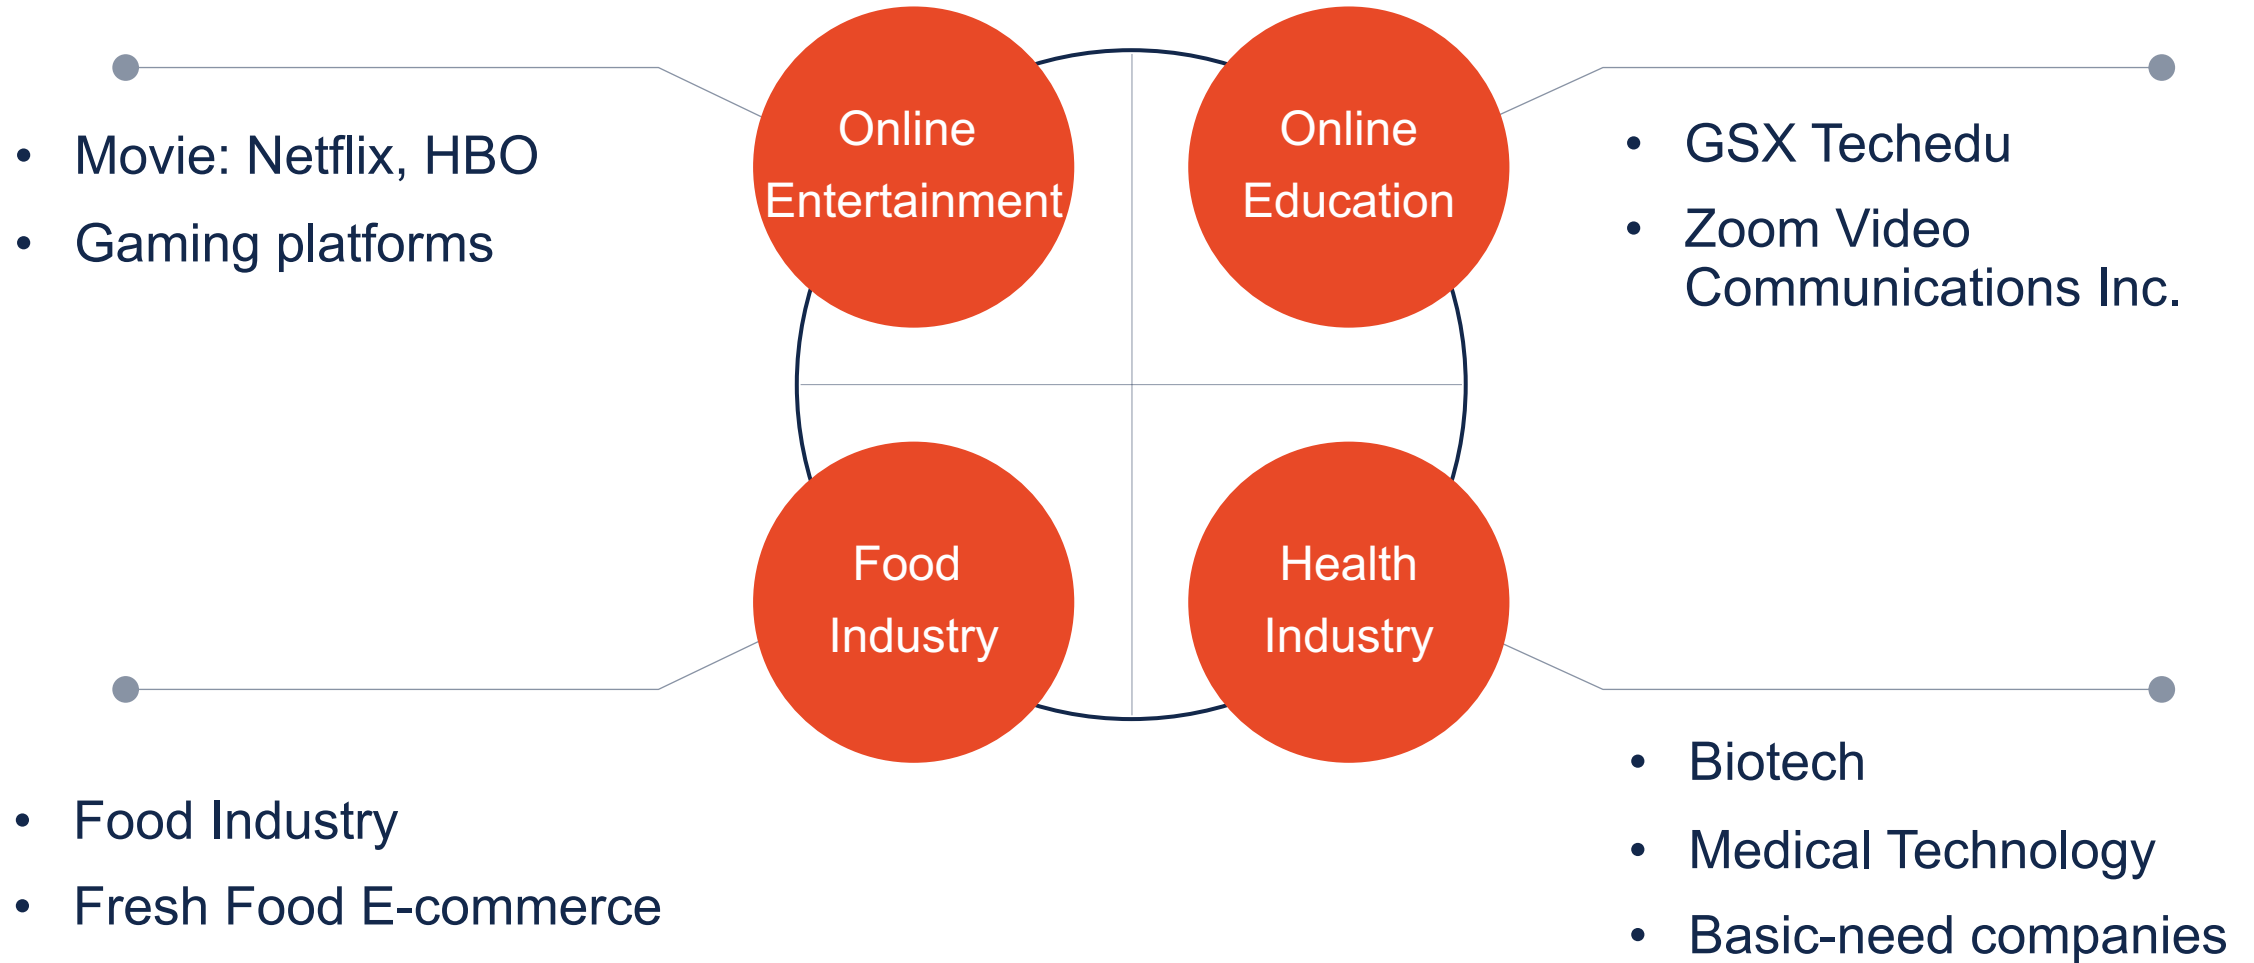 Online
Entertainment
• Movie: Netflix, HBO
• Gaming platforms
Online
Education
• GSX Techedu
• Zoom Video
Communications Inc.
Food
Industry
• Food Industry
• Fresh Food E-commerce
Health
Industry
• Biotech
• Medical Technology
• Basic-need companies